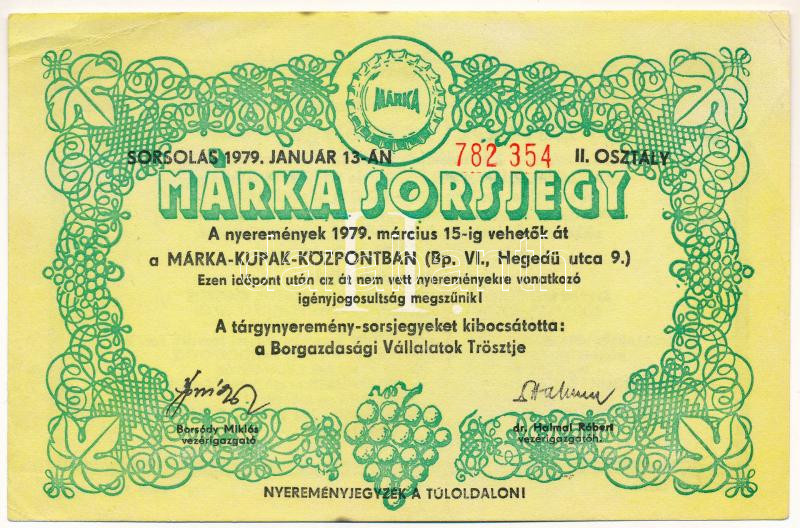 MÁRKA
SORSOLÁS 1979. JANUÁR 13-ÁN 782 354 II. OSZTÁLY
MÁRKA SORSJEGY
A nyeremények 1979. március 15-ig vehetők át
a MÁRKA-KUPAK-KÖZPONTBAN (Bp. VI., Hegedű utca 9.)
Ezen időpont után az át nem vett nyereményekre vonatkozó
igényjogosultság megszűnik!
A tárgynyeremény-sorsjegyeket kibocsátotta:
a Borgazdasági Vállalatok Trösztje
Borsódy Miklós dr. Halmai Róbert
vezérigazgató vezérigazgatóh.
NYEREMÉNYJEGYZÉK A TÚLOLDALON!